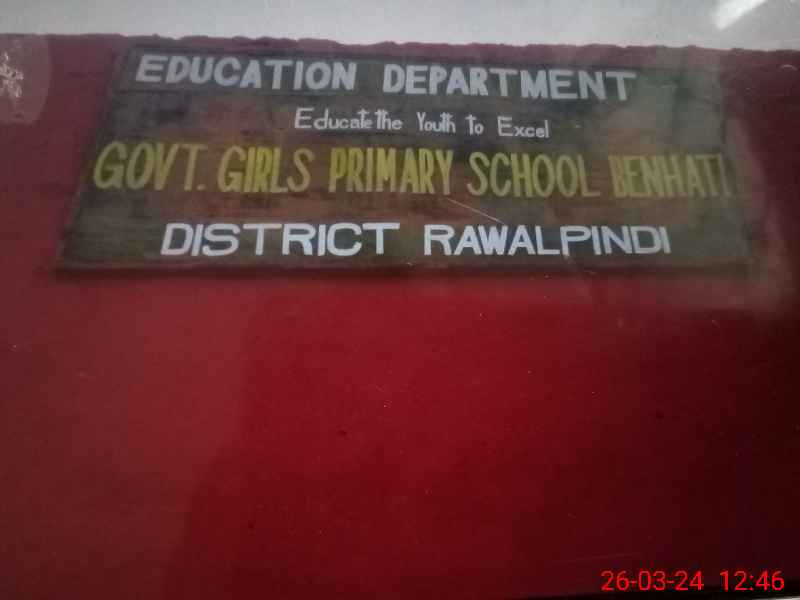 EDUCATION DEPARTMENT
Educate the Youth to Excel
GOVT. GIRLS PRIMARY SCHOOL BENHATI
DISTRICT RAWALPINDI
26-03-24 12:46